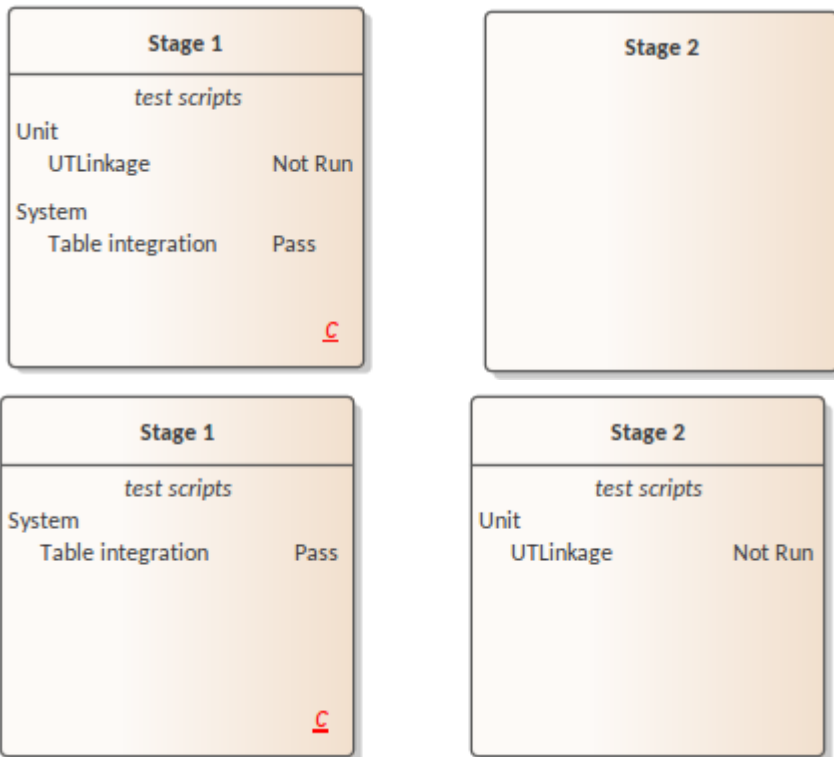 Stage 1
test scripts
Unit
UTLinkage Not Run
System
Table integration Pass
C
Stage 2
Stage 1
test scripts
System
Table integration Pass
C
Stage 2
test scripts
Unit
UTLinkage Not Run